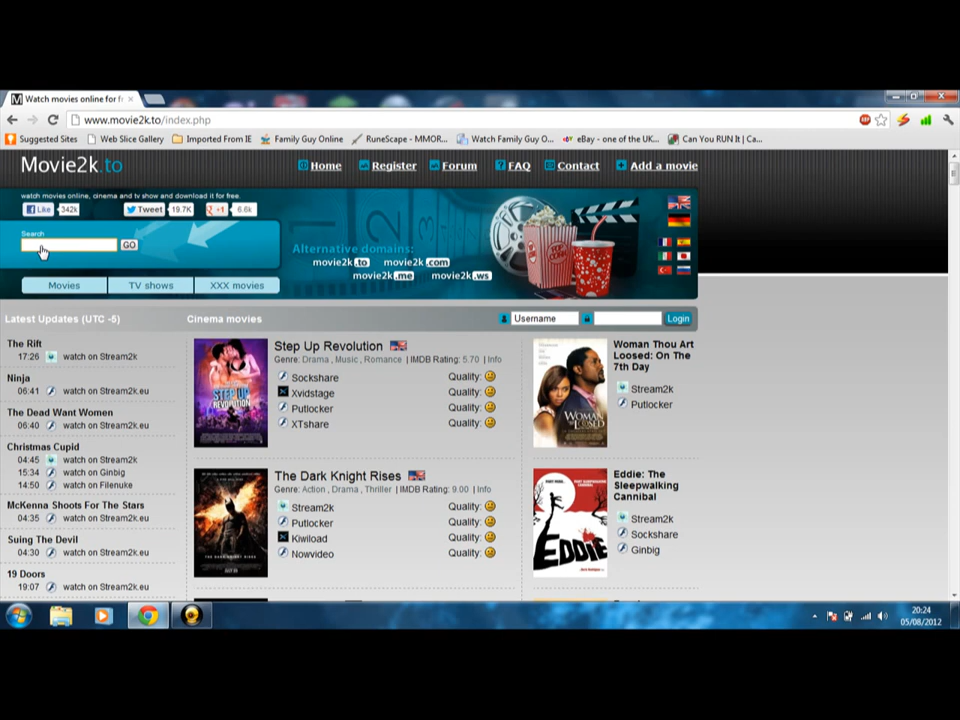 Watch movies online for fr
www.movie2k.to/index.php
Suggested Sites
Web Slice Gallery
Imported From IE
Family Guy Online
RuneScape - MMOR...
Watch Family Guy O...
eBay - one of the UK...
Can You RUN It | Ca...
Movie2k.to
Home
Register
Forum
FAQ
Contact
Add a movie
watch movies online, cinema and tv show and download it for free.
Like 342k
Tweet 19.7K
+1 6.6k
Search
GO
Alternative domains:
movie2k.to movie2k.com
movie2k.me movie2k.ws
Movies
TV shows
XXX movies
Latest Updates (UTC -5)
Cinema movies
Username
Login
The Rift
17:26 watch on Stream2k
Ninja
06:41 watch on Stream2k.eu
The Dead Want Women
06:40 watch on Stream2k.eu
Christmas Cupid
04:45 watch on Stream2k
15:34 watch on Ginbig
14:50 watch on Filenuke
McKenna Shoots For The Stars
04:35 watch on Stream2k.eu
Suing The Devil
04:30 watch on Stream2k.eu
19 Doors
19:07 watch on Stream2k.eu
STEP UP
REVOLUTION
Step Up Revolution
Genre: Drama , Music , Romance | IMDB Rating: 5.70 | Info
Sockshare Quality:
Xvidstage Quality:
Putlocker Quality:
XTshare Quality:
THE DARK KNIGHT RISES
The Dark Knight Rises
Genre: Action , Drama , Thriller | IMDB Rating: 9.00 | Info
Stream2k Quality:
Putlocker Quality:
Kiwiload Quality:
Nowvideo Quality:
WOMAN
LOOSED
Woman Thou Art
Loosed: On The
7th Day
Stream2k
Putlocker
EDDIE
Eddie: The
Sleepwalking
Cannibal
Stream2k
Sockshare
Ginbig
20:24
05/08/2012